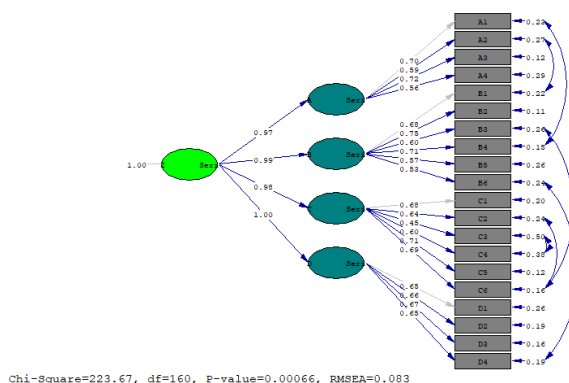 A1 0.23
A2 0.27
0.70
0.59 A3 0.12
0.72
0.56 A4 0.29
A Seri B1 0.22
B2 0.11
0.97 0.68
0.75 B3 0.26
0.60
0.71 B4 0.15
B Seri 0.57
0.99 0.53 B5 0.26
1.00 Seri B6 0.24
0.98 0.68 C1 0.20
0.64
C Seri 0.45 C2 0.24
0.60
1.00 0.71 C3 0.50
0.69
C4 0.38
C5 0.12
D Seri C6 0.16
0.65
0.66 D1 0.26
0.67
0.65 D2 0.19
D3 0.16
D4 0.19
Chi-Square=223.67, df=160, P-value=0.00066, RMSEA=0.083